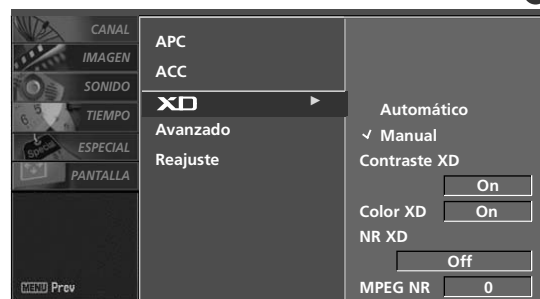 CANAL
IMAGEN
SONIDO
TIEMPO
ESPECIAL
PANTALLA
MENU Prev
APC
ACC
XD ►
Avanzado
Reajuste
Automático
✓ Manual
Contraste XD
On
Color XD On
NR XD
Off
MPEG NR 0